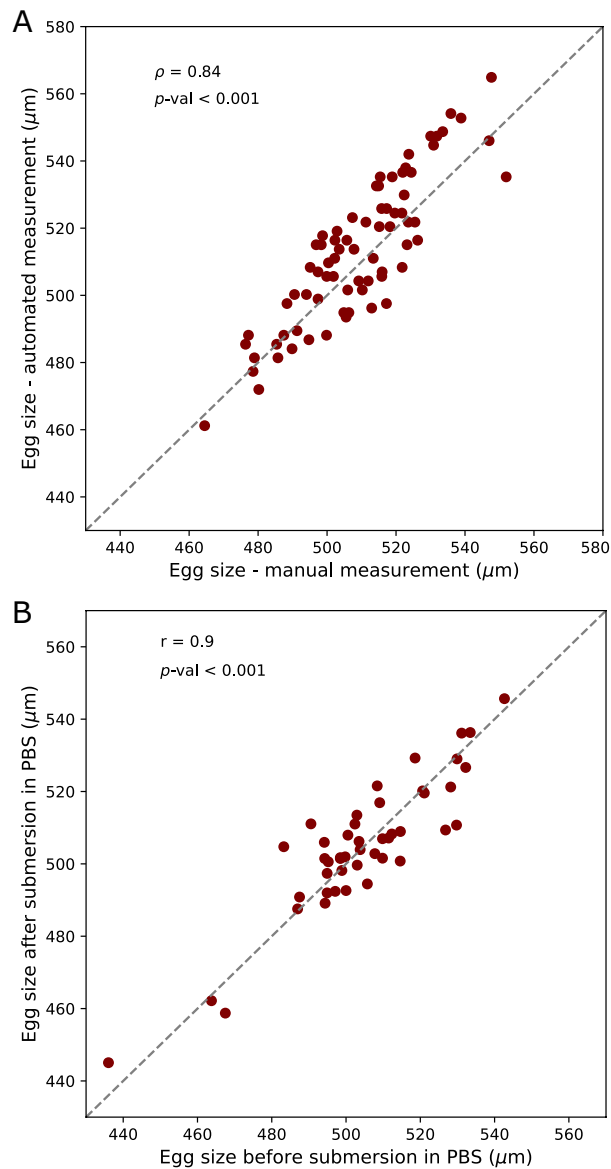 A
580
560
540
520
500
480
460
440
Egg size - automated measurement (μm)
ρ = 0.84
p-val < 0.001
440 460 480 500 520 540 560 580
Egg size - manual measurement (μm)
B
560
540
520
500
480
460
440
Egg size after submersion in PBS (μm)
r = 0.9
p-val < 0.001
440 460 480 500 520 540 560
Egg size before submersion in PBS (μm)